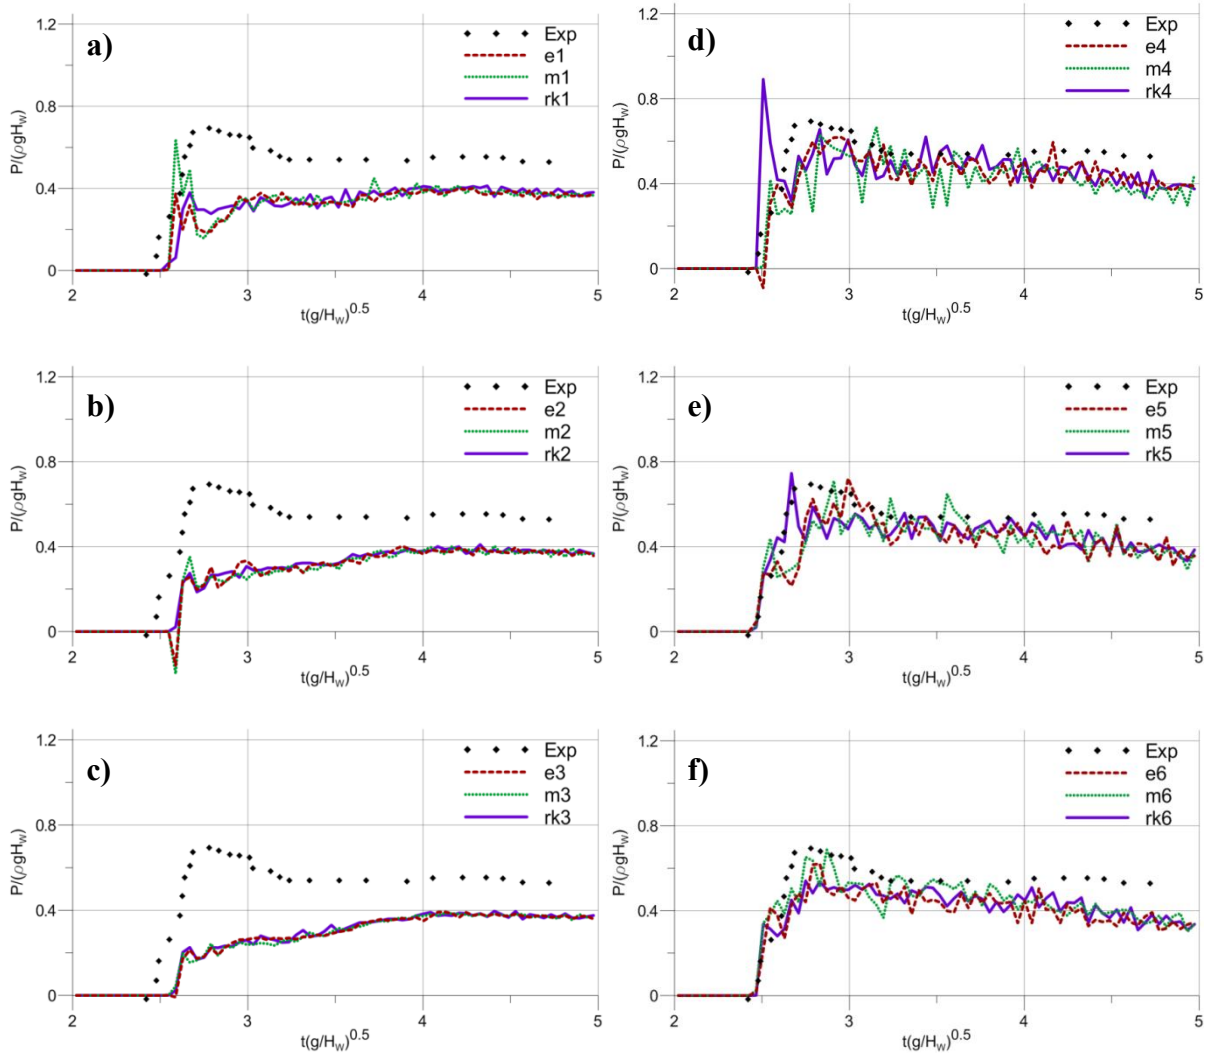 a)
1.2
0.8
0.4
0
P/(ρgH_W)
Exp
e1
m1
rk1
2
3
4
5
t(g/H_W)^0.5
d)
1.2
0.8
0.4
0
P/(ρgH_W)
Exp
e4
m4
rk4
2
3
4
5
t(g/H_W)^0.5
b)
1.2
0.8
0.4
0
P/(ρgH_W)
Exp
e2
m2
rk2
2
3
4
5
t(g/H_W)^0.5
e)
1.2
0.8
0.4
0
P/(ρgH_W)
Exp
e5
m5
rk5
2
3
4
5
t(g/H_W)^0.5
c)
1.2
0.8
0.4
0
P/(ρgH_W)
Exp
e3
m3
rk3
2
3
4
5
t(g/H_W)^0.5
f)
1.2
0.8
0.4
0
P/(ρgH_W)
Exp
e6
m6
rk6
2
3
4
5
t(g/H_W)^0.5